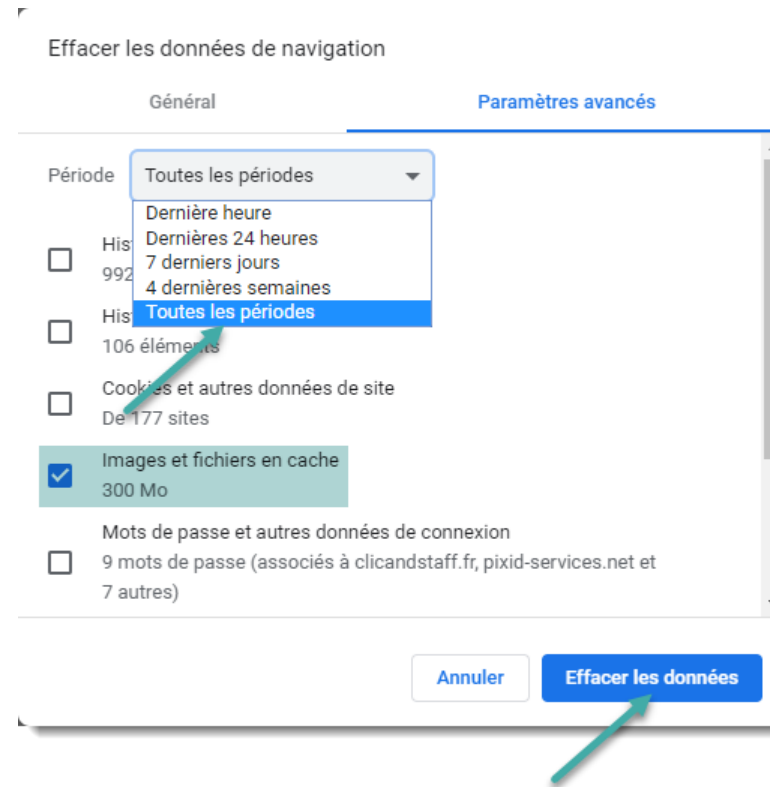 Effacer les données de navigation
Général
Paramètres avancés
Période
Toutes les périodes
Dernière heure
Dernières 24 heures
7 derniers jours
4 dernières semaines
Toutes les périodes
106 éléments
Cookies et autres données de site
De 177 sites
Images et fichiers en cache
300 Mo
Mots de passe et autres données de connexion
9 mots de passe (associés à clicandstaff.fr, pixid-services.net et
7 autres)
Annuler
Effacer les données